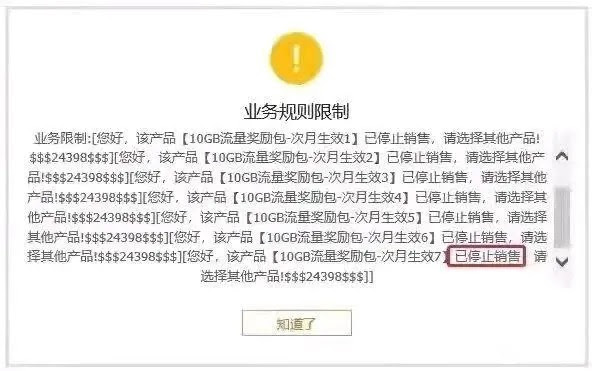 业务规则限制
业务限制:[您好，该产品【10GB流量奖励包-次月生效1】已停止销售，请选择其他产品!
$$$24398$$$][您好，该产品【10GB流量奖励包-次月生效2】已停止销售，请选择其他产
品!$$$24398$$$][您好，该产品【10GB流量奖励包-次月生效3】已停止销售，请选择其他
产品!$$$24398$$$][您好，该产品【10GB流量奖励包-次月生效4】已停止销售，请选择其
他产品!$$$24398$$$][您好，该产品【10GB流量奖励包-次月生效5】已停止销售，请选择
其他产品!$$$24398$$$][您好，该产品【10GB流量奖励包-次月生效6】已停止销售，请选
择其他产品!$$$24398$$$][您好，该产品【10GB流量奖励包-次月生效7】已停止销售，请
选择其他产品!$$$24398$$$]]
知道了